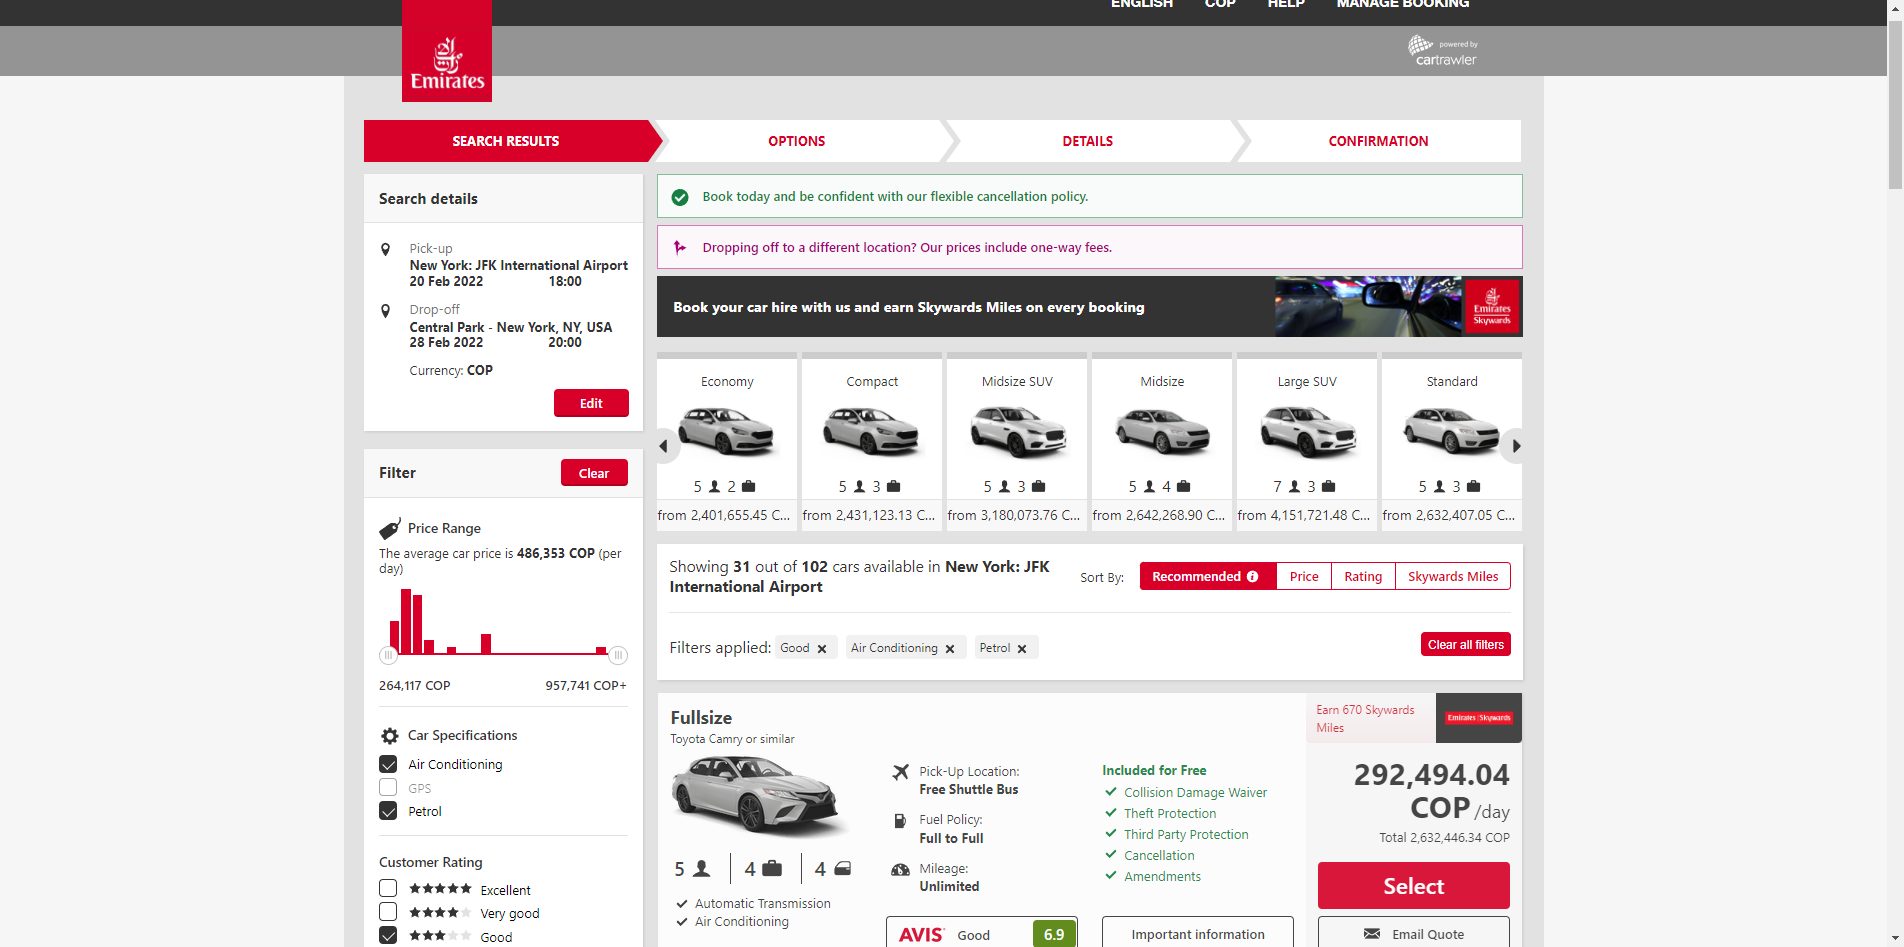 ENGLISH
COP
HELP
MANAGE BOOKING
Emirates
powered by
cartrawler
SEARCH RESULTS
OPTIONS
DETAILS
CONFIRMATION
Search details
Pick-up
New York: JFK International Airport
20 Feb 2022 18:00
Drop-off
Central Park - New York, NY, USA
28 Feb 2022 20:00
Currency: COP
Edit
Filter
Clear
Price Range
The average car price is 486,353 COP (per
day)
264,117 COP
957,741 COP+
Car Specifications
Air Conditioning
GPS
Petrol
Customer Rating
Excellent
Very good
Good
Book today and be confident with our flexible cancellation policy.
Dropping off to a different location? Our prices include one-way fees.
Book your car hire with us and earn Skywards Miles on every booking
Emirates
Skywards
Economy
5 2
from 2,401,655.45 C...
Compact
5 3
from 2,431,123.13 C...
Midsize SUV
5 3
from 3,180,073.76 C...
Midsize
5 4
from 2,642,268.90 C...
Large SUV
7 3
from 4,151,721.48 C...
Standard
5 3
from 2,632,407.05 C...
Showing 31 out of 102 cars available in New York: JFK
International Airport
Sort By:
Recommended
Price
Rating
Skywards Miles
Filters applied:
Good
Air Conditioning
Petrol
Clear all filters
Fullsize
Toyota Camry or similar
5 4 4
Automatic Transmission
Air Conditioning
Pick-Up Location:
Free Shuttle Bus
Fuel Policy:
Full to Full
Mileage:
Unlimited
AVIS Good 6.9
Included for Free
Collision Damage Waiver
Theft Protection
Third Party Protection
Cancellation
Amendments
Important information
Earn 670 Skywards
Miles
Emirates Skywards
292,494.04
COP /day
Total 2,632,446.34 COP
Select
Email Quote